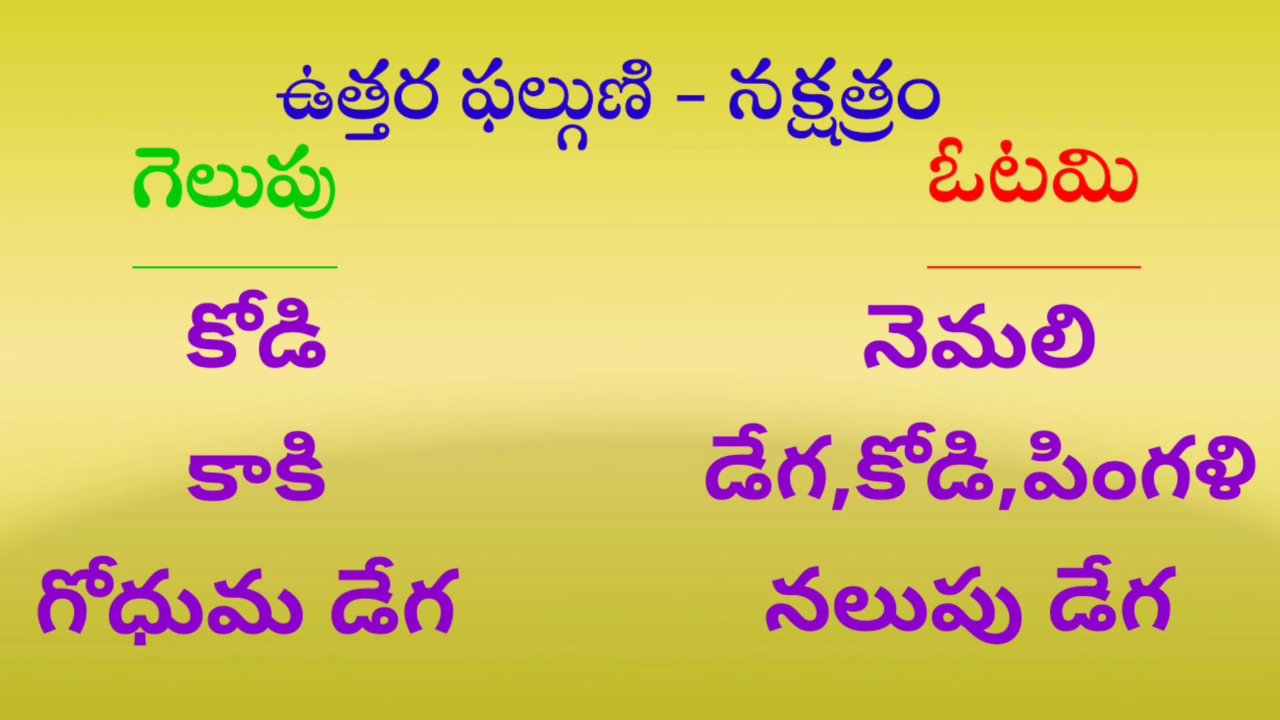 ఉత్తర ఫల్గుణి - నక్షత్రం
గెలుపు ఓటమి
కోడి నెమలి
కాకి డేగ,కోడి,పింగళి
గోధుమ డేగ నలుపు డేగ